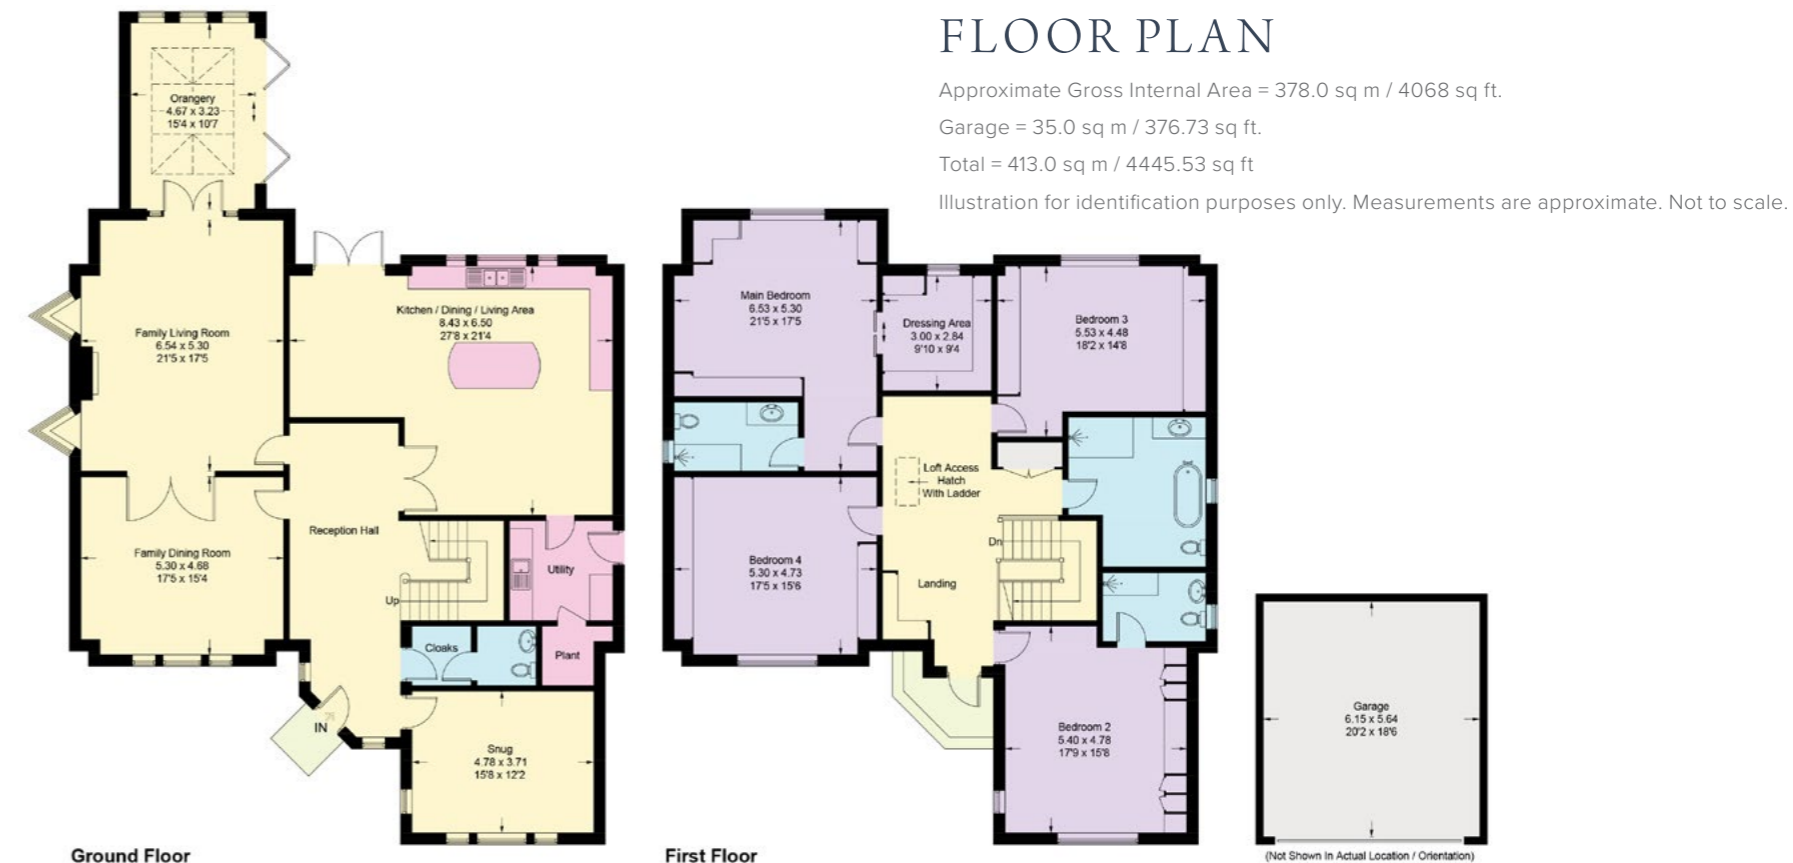 FLOOR PLAN
Approximate Gross Internal Area = 378.0 sq m / 4068 sq ft.
Garage = 35.0 sq m / 376.73 sq ft.
Total = 413.0 sq m / 4445.53 sq ft
Illustration for identification purposes only. Measurements are approximate. Not to scale.
Orangery
4.67 x 3.23
15'4 x 10'7
Family Living Room
6.54 x 5.30
21'5 x 17'5
Kitchen / Dining / Living Area
8.43 x 6.50
27'8 x 21'4
Reception Hall
Family Dining Room
5.30 x 4.68
17'5 x 15'4
Up
Utility
Cloaks
Plant
IN
Snug
4.78 x 3.71
15'8 x 12'2
Ground Floor
Main Bedroom
6.53 x 5.30
21'5 x 17'5
Dressing Area
3.00 x 2.84
9'10 x 9'4
Bedroom 3
5.53 x 4.48
18'2 x 14'8
Loft Access
Hatch
With Ladder
Dn
Bedroom 4
5.30 x 4.73
17'5 x 15'6
Landing
Bedroom 2
5.40 x 4.78
17'9 x 15'8
First Floor
Garage
6.15 x 5.64
20'2 x 18'6
(Not Shown In Actual Location / Orientation)